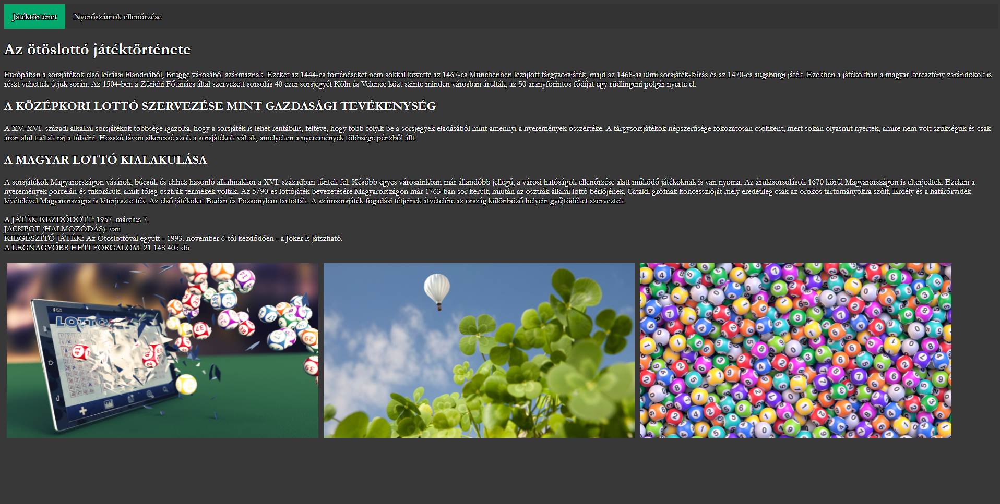 Játéktörténet
Nyerőszámok ellenőrzése
Az ötöslottó játéktörténete
Európában a sorsjátékok első leírásai Flandriából, Brügge városából származnak. Ezeket az 1444-es történéseket nem sokkal követte az 1467-es Münchenben lezajlott tárgysorsjáték, majd az 1468-as ulmi sorsjáték-kiírás és az 1470-es augsburgi játék. Ezekben a játékokban a magyar keresztény zarándokok is
részt vehettek útjuk során. Az 1504-ben a Zürichi Főtanács által szervezett sorsolás 40 ezer sorsjegyét Köln és Velence közt szinte minden városban árulták, az 50 aranyforintos fődíjat egy rüdlingeni polgár nyerte el.
A KÖZÉPKORI LOTTÓ SZERVEZÉSE MINT GAZDASÁGI TEVÉKENYSÉG
A XV.-XVI. századi alkalmi sorsjátékok többsége igazolta, hogy a sorsjáték is lehet rentábilis, feltéve, hogy több folyik be a sorsjegyek eladásából mint amennyi a nyeremények összértéke. A tárgysorsjátékok népszerűsége fokozatosan csökkent, mert sokan olyasmit nyertek, amire nem volt szükségük és csak
áron alul tudtak rajta túladni. Hosszú távon sikeressé azok a sorsjátékok váltak, amelyeken a nyeremények többsége pénzből állt.
A MAGYAR LOTTÓ KIALAKULÁSA
A sorsjátékok Magyarországon vásárok, búcsúk és ehhez hasonló alkalmakkor a XVI. században tűntek fel. Később egyes városainkban már állandóbb jellegű, a városi hatóságok ellenőrzése alatt működő játékoknak is van nyoma. Az árukisorsolások 1670 körül Magyarországon is elterjedtek. Ezeken a
nyeremények porcelán-és tüköráruk, amik főleg osztrák termékek voltak. Az 5/90-es lottójáték bevezetésére Magyarországon már 1763-ban sor került, miután az osztrák állami lottó bérlőjének, Cataldi grófnak koncesszióját mely eredetileg csak az örökös tartományokra szólt, Erdély és a határőrvidék
kivételével Magyarországra is kiterjesztették. Az első játékokat Budán és Pozsonyban tartották. A számsorsjáték fogadási tétjeinek átvételére az ország különböző helyein gyűjtödéket szerveztek.
A JÁTÉK KEZDŐDÖTT: 1957. március 7.
JACKPOT (HALMOZÓDÁS): van
KIEGÉSZÍTŐ JÁTÉK: Az Ötöslottóval együtt - 1993. november 6-tól kezdődően - a Joker is játszható.
A LEGNAGYOBB HETI FORGALOM: 21 148 405 db